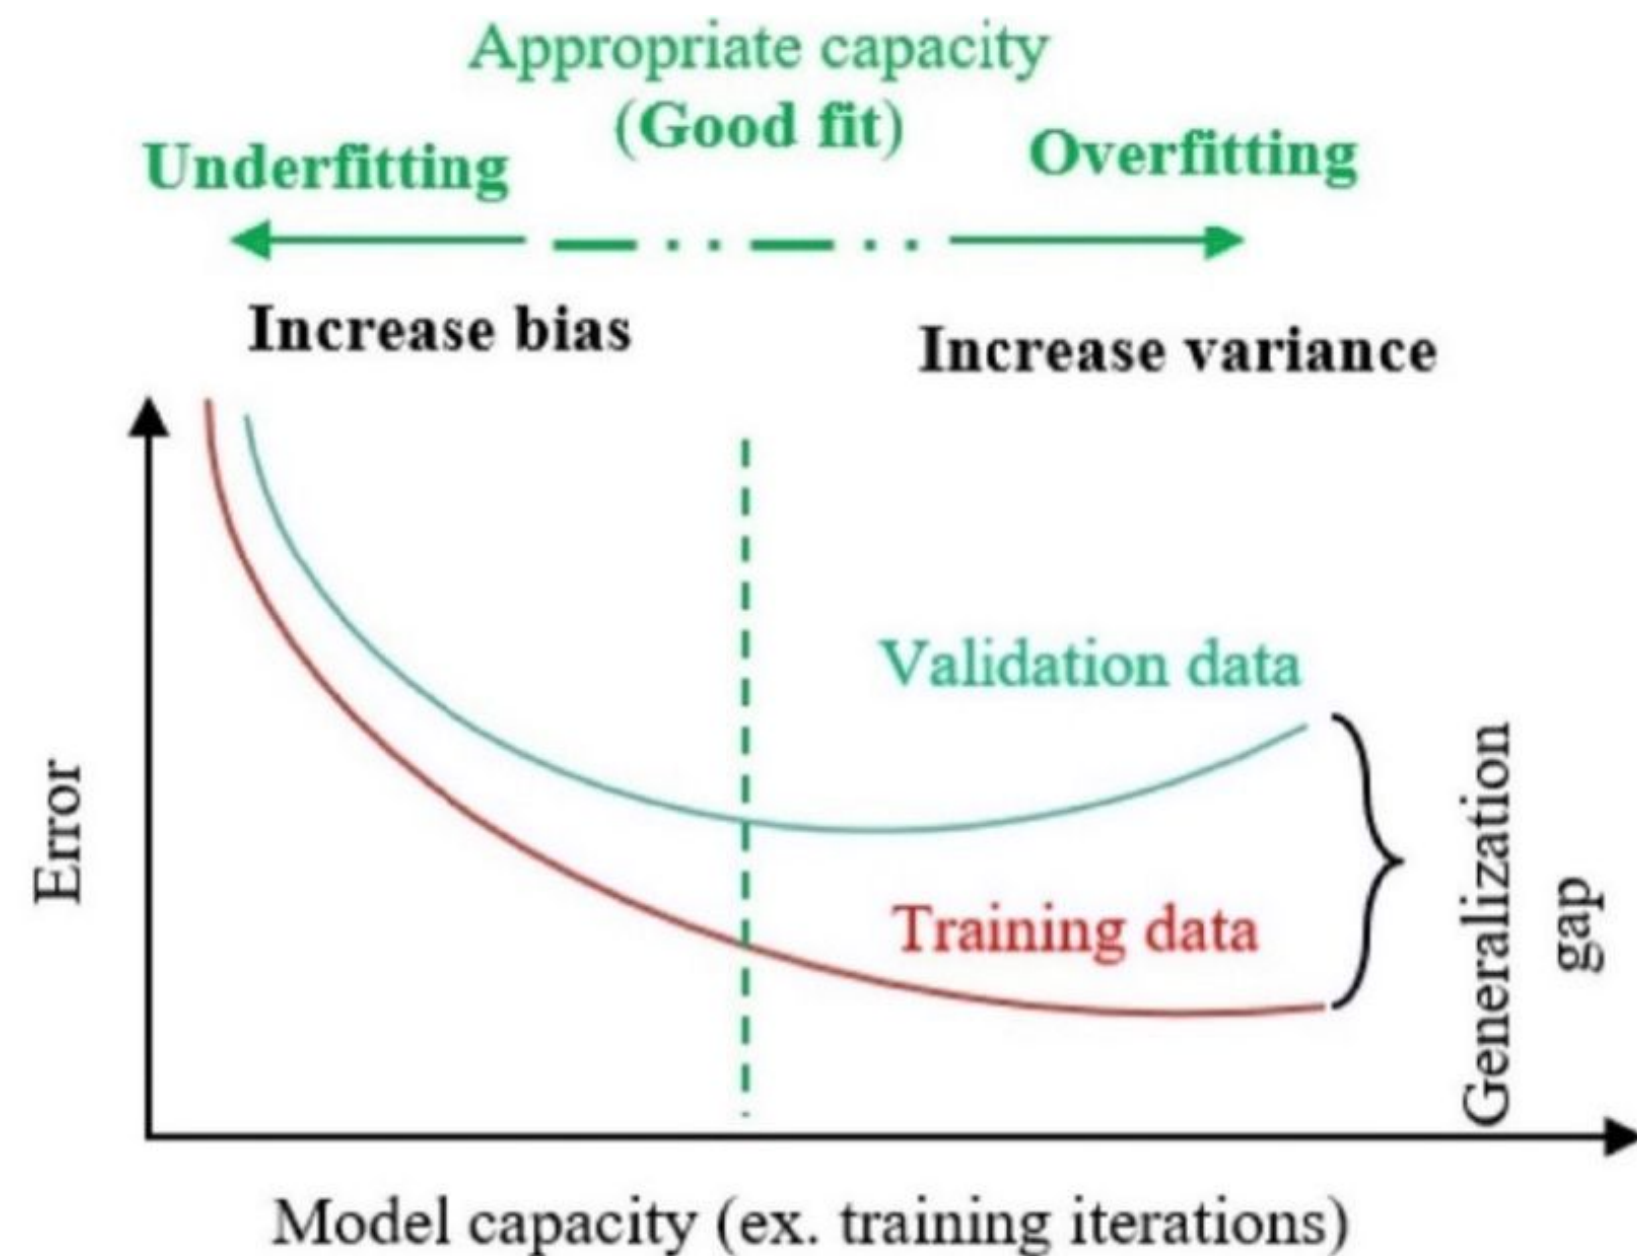 Appropriate capacity
(Good fit)
Underfitting
Overfitting
Increase bias
Increase variance
Error
Validation data
Training data
Generalization
gap
Model capacity (ex. training iterations)